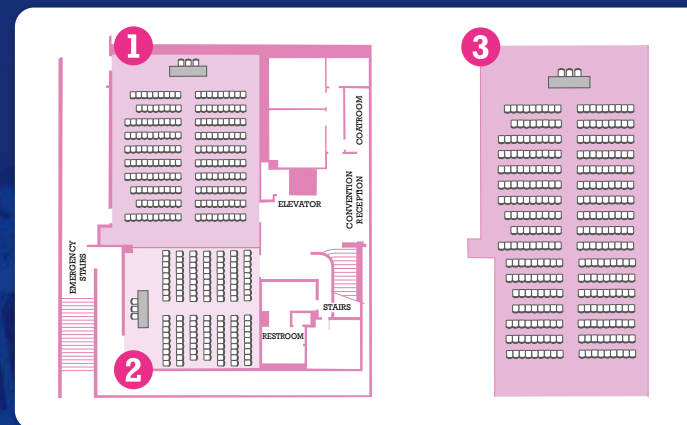 1
3
COATROOM
ELEVATOR
CONVENTION
RECEPTION
EMERGENCY
STAIRS
STAIRS
RESTROOM
2